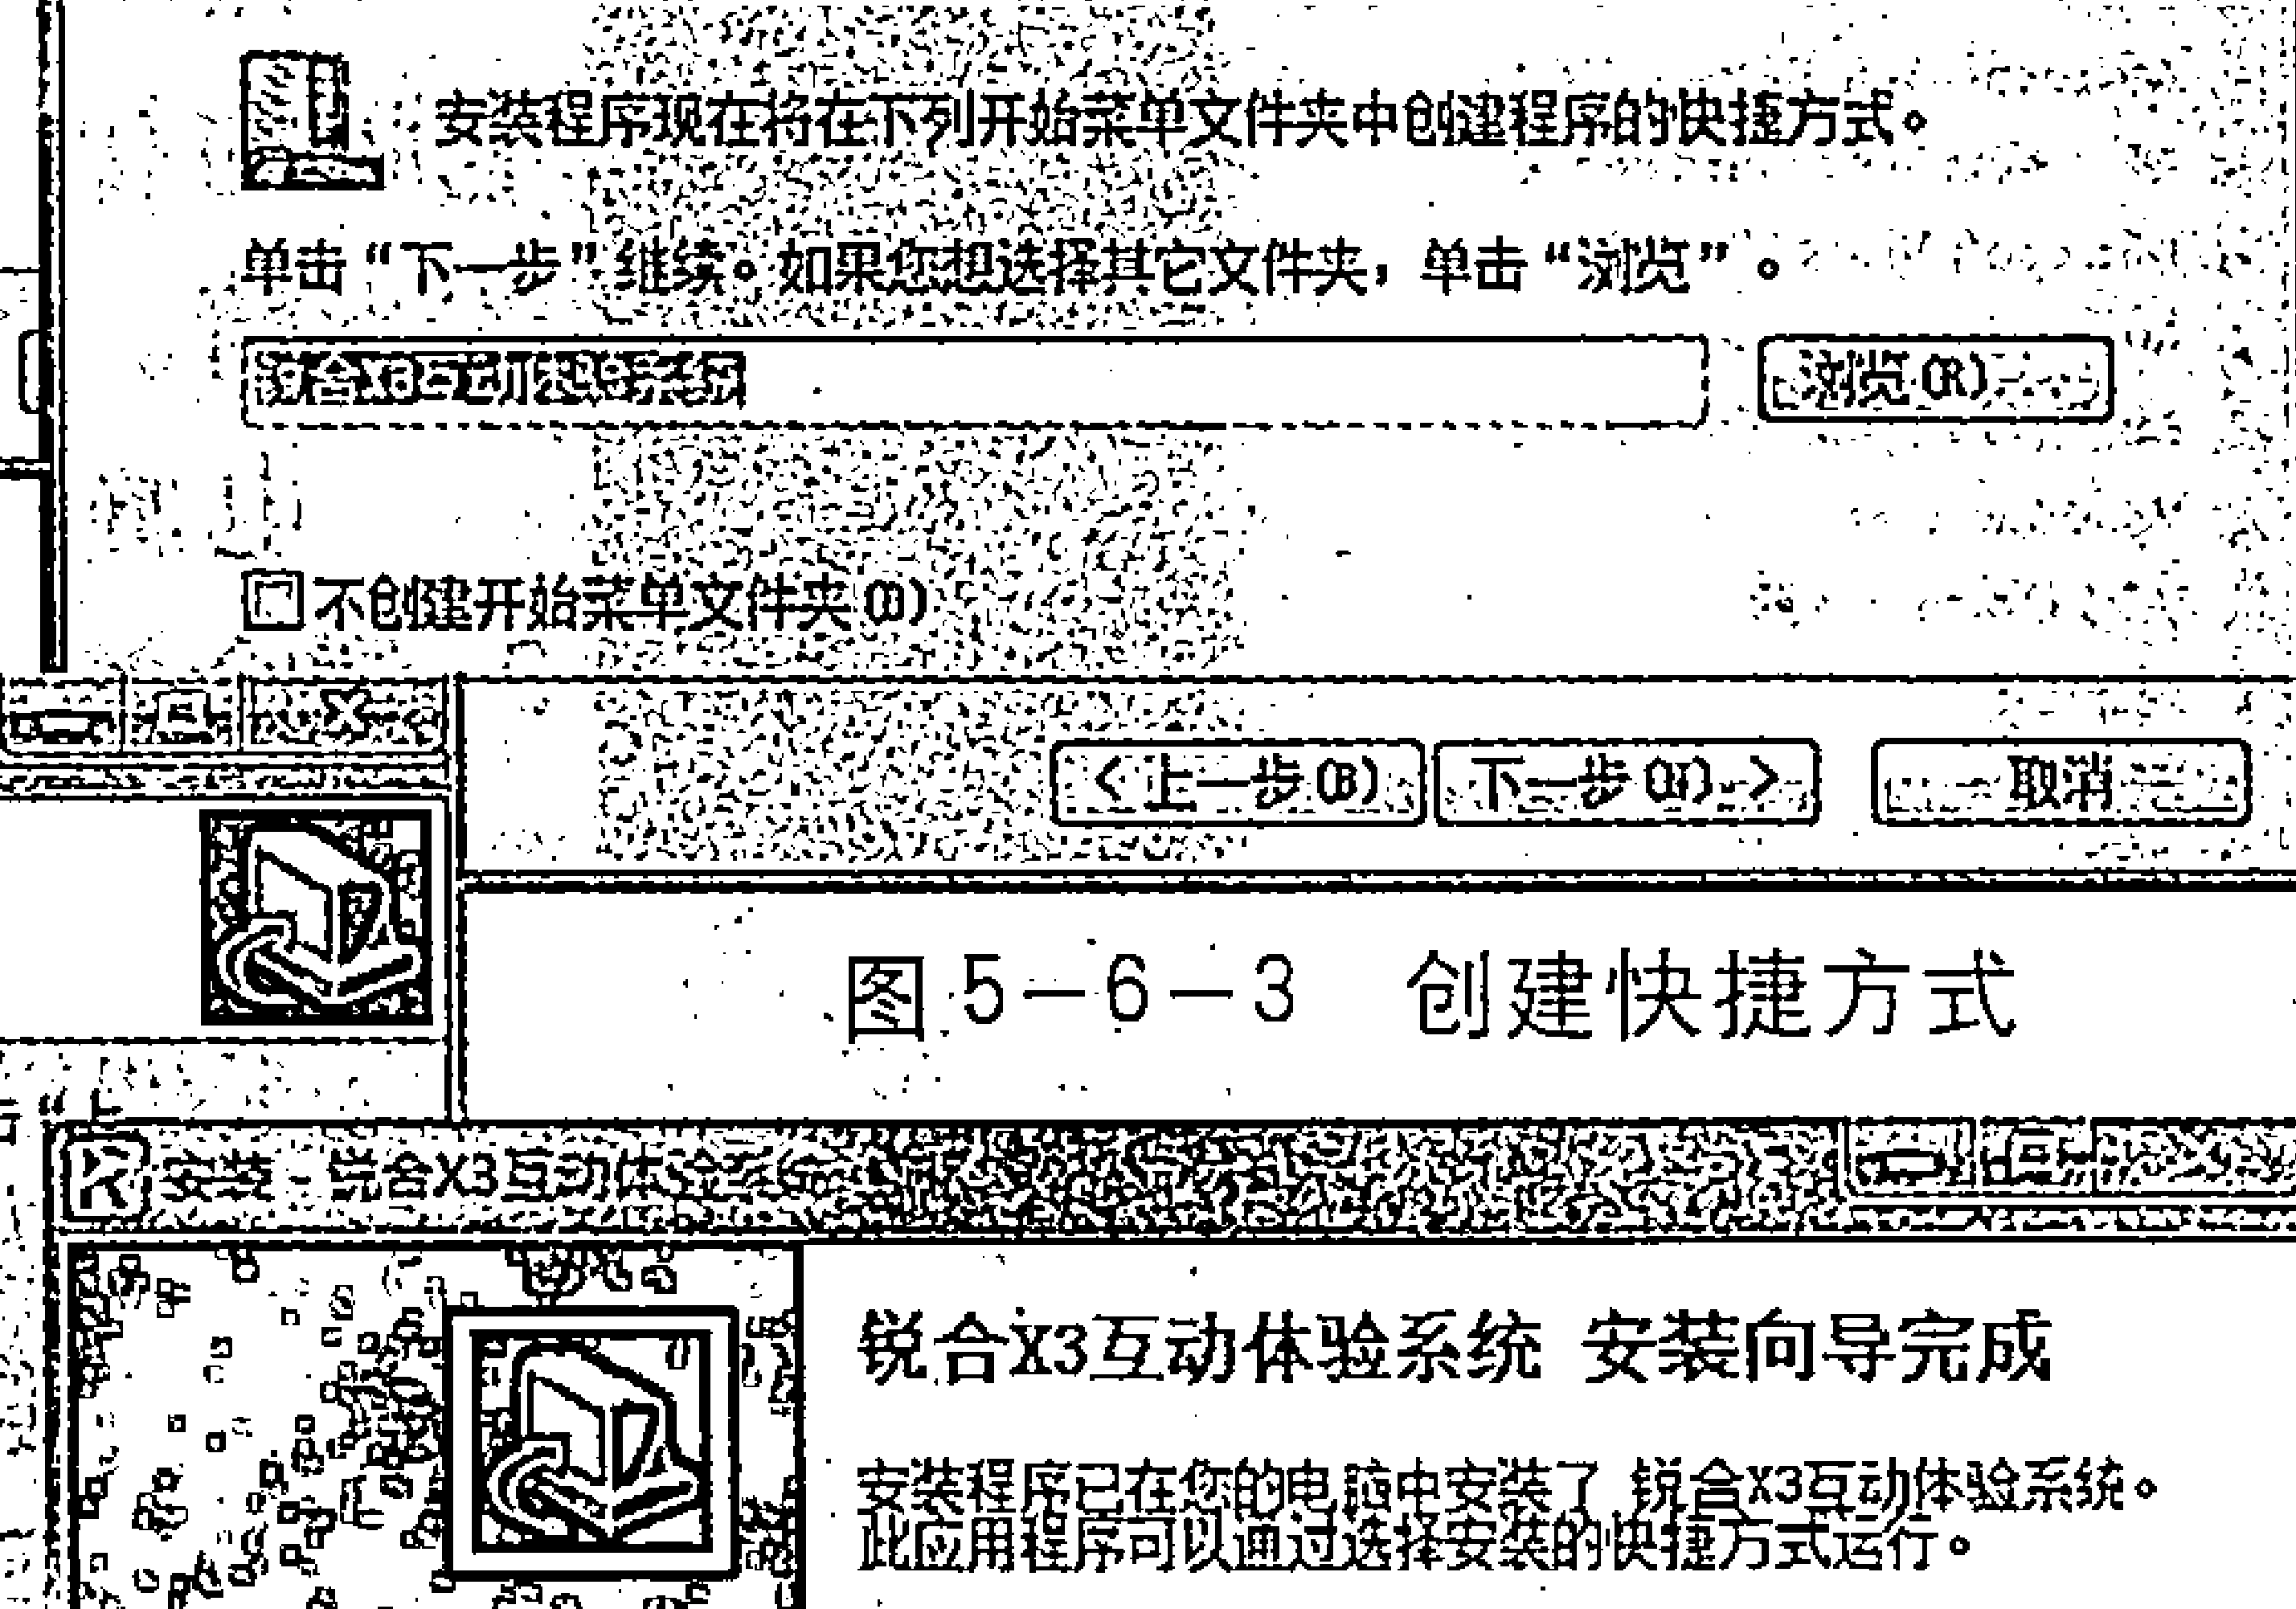 安装程序现在将在下列开始菜单文件夹中创建程序的快捷方式。
单击“下一步”继续。如果您想选择其它文件夹，单击“浏览”。
锐合X3互动体验系统
浏览(R)
不创建开始菜单文件夹(D)
<上一步(B)
下一步(N)>
取消
图5-6-3 创建快捷方式
安装 锐合X3互动体
锐合X3互动体验系统 安装向导完成
安装程序已在您的电脑中安装了 锐合X3互动体验系统。
此应用程序可以通过选择安装的快捷方式运行。